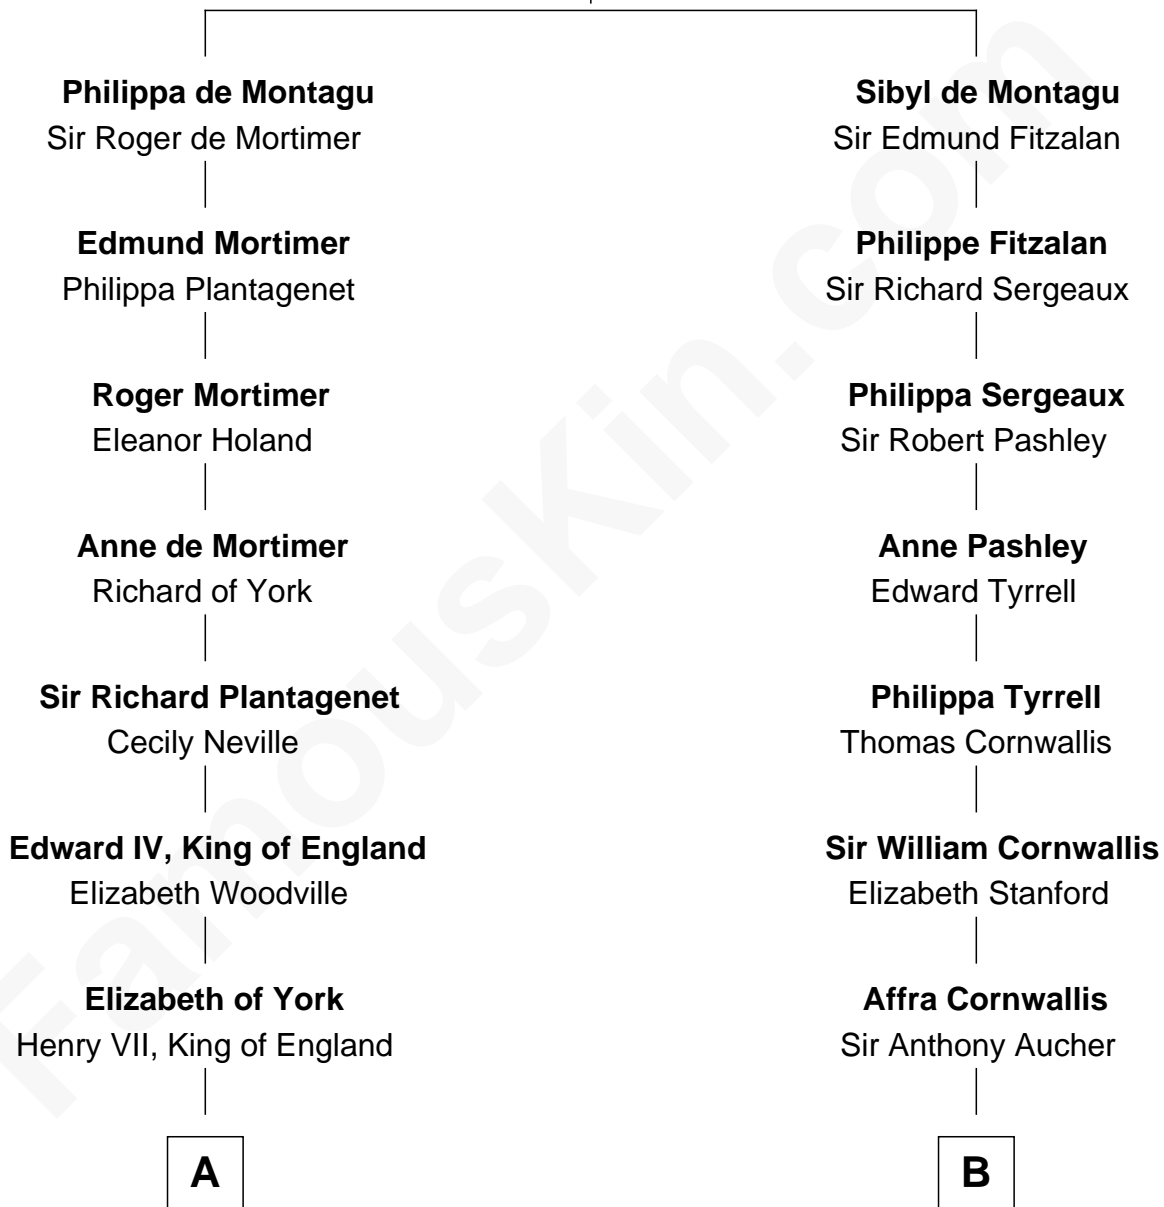 Philippa de Montagu
Sir Roger de Mortimer
Edmund Mortimer
Philippa Plantagenet
Roger Mortimer
Eleanor Holand
Anne de Mortimer
Richard of York
Sir Richard Plantagenet
Cecily Neville
Edward IV, King of England
Elizabeth Woodville
Elizabeth of York
Henry VII, King of England
A
Sibyl de Montagu
Sir Edmund Fitzalan
Philippe Fitzalan
Sir Richard Sergeaux
Philippa Sergeaux
Sir Robert Pashley
Anne Pashley
Edward Tyrrell
Philippa Tyrrell
Thomas Cornwallis
Sir William Cornwallis
Elizabeth Stanford
Affra Cornwallis
Sir Anthony Aucher
B
FamousKin.com